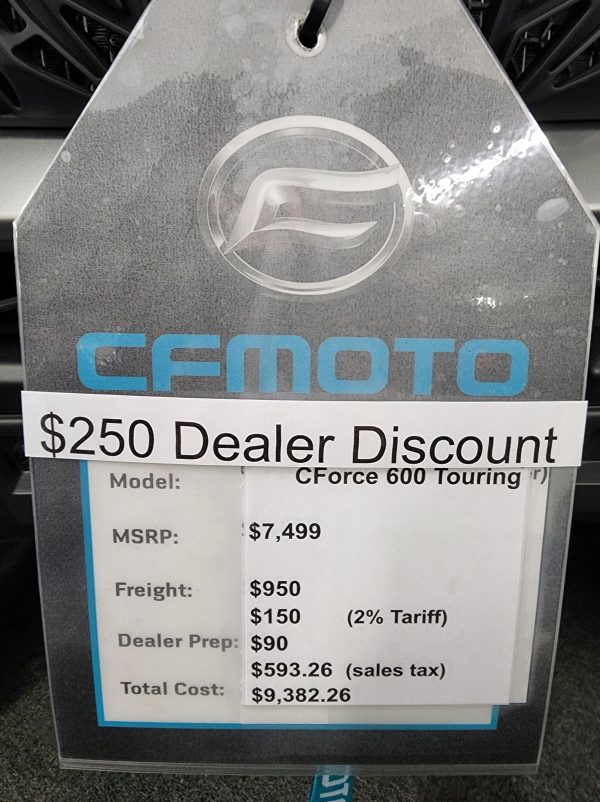 CFMOTO
$250 Dealer Discount
Model: CForce 600 Touring r)
MSRP: $7,499
Freight: $950
$150 (2% Tariff)
Dealer Prep: $90
$593.26 (sales tax)
Total Cost: $9,382.26